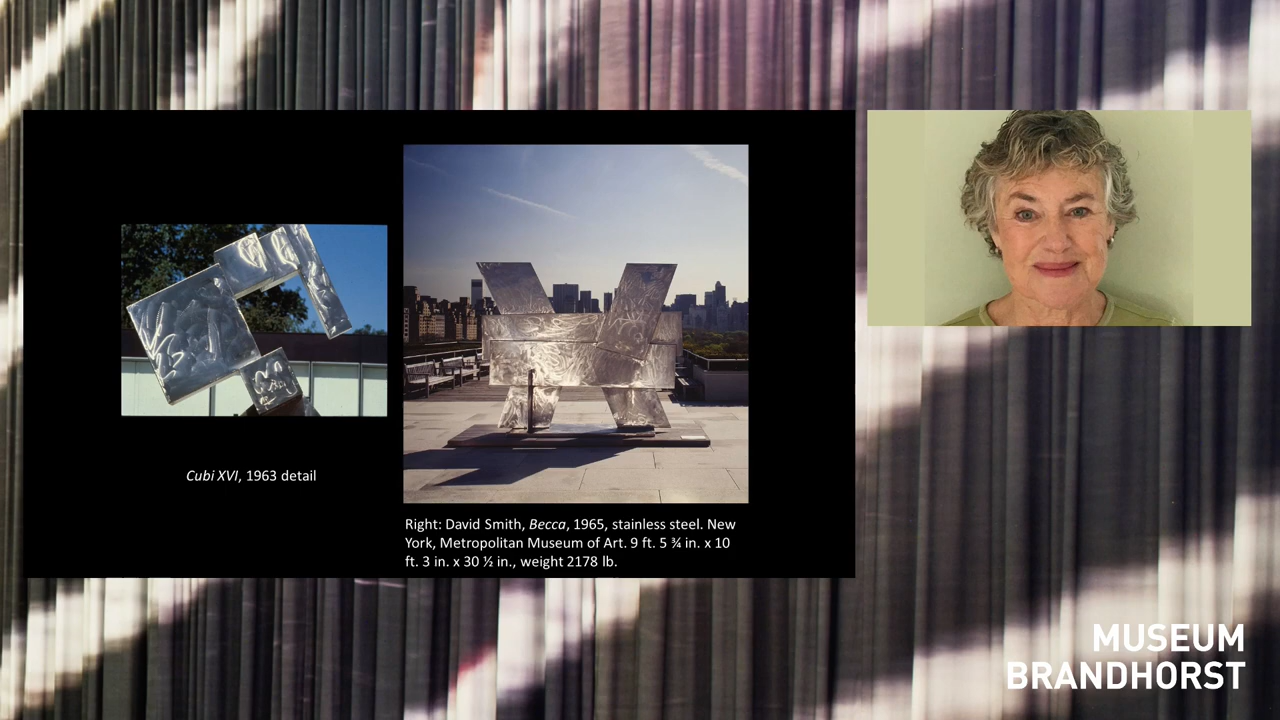 Cubi XVI, 1963 detail
Right: David Smith, Becca, 1965, stainless steel. New
York, Metropolitan Museum of Art. 9 ft. 5 ¾ in. x 10
ft. 3 in. x 30 ½ in., weight 2178 lb.
MUSEUM
BRANDHORST